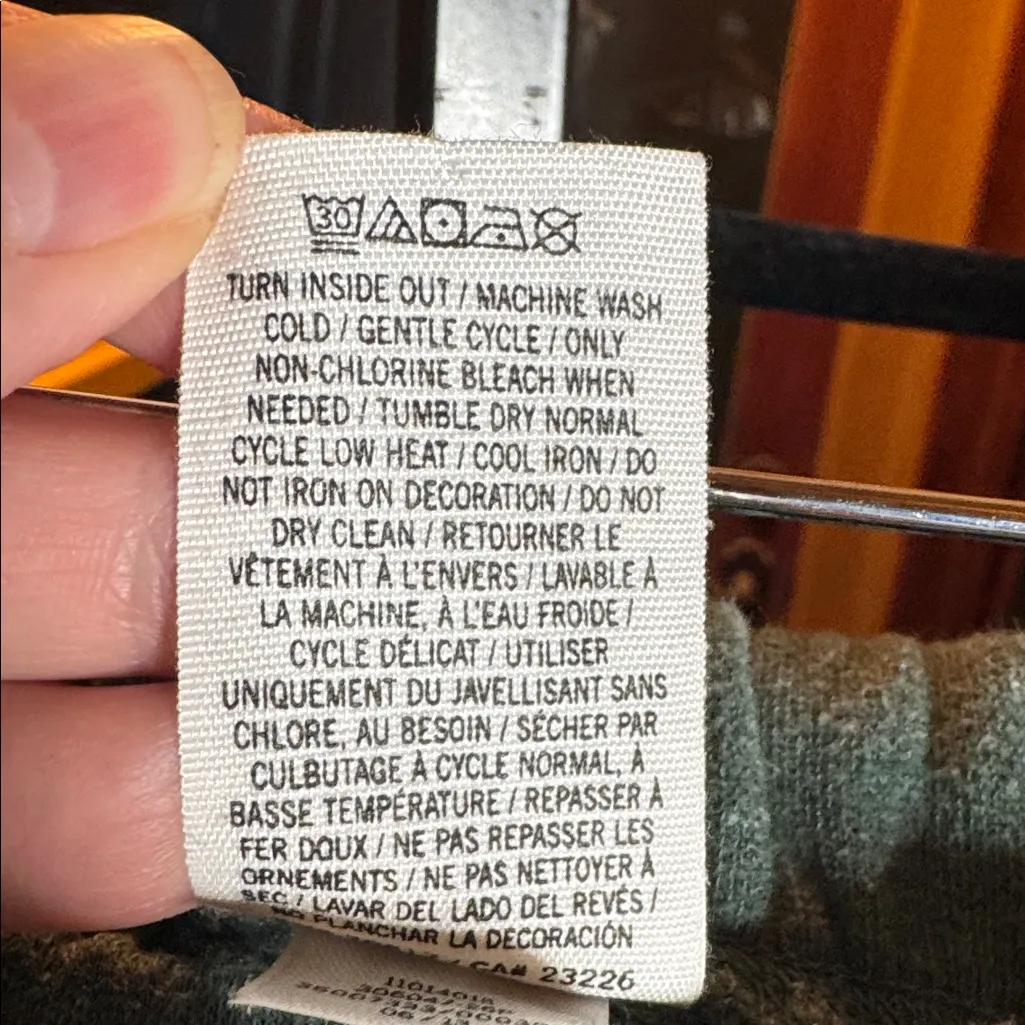 30
TURN INSIDE OUT / MACHINE WASH
COLD / GENTLE CYCLE / ONLY
NON-CHLORINE BLEACH WHEN
NEEDED / TUMBLE DRY NORMAL
CYCLE LOW HEAT / COOL IRON / DO
NOT IRON ON DECORATION / DO NOT
DRY CLEAN / RETOURNER LE
VÊTEMENT À L'ENVERS / LAVABLE À
LA MACHINE, À L'EAU FROIDE /
CYCLE DÉLICAT / UTILISER
UNIQUEMENT DU JAVELLISANT SANS
CHLORE, AU BESOIN / SÉCHER PAR
CULBUTAGE À CYCLE NORMAL, À
BASSE TEMPÉRATURE / REPASSER À
FER DOUX / NE PAS REPASSER LES
ORNEMENTS / NE PAS NETTOYER À
SEC / LAVAR DEL LADO DEL REVÉS /
NO PLANCHAR LA DECORACIÓN
/ CA# 23226